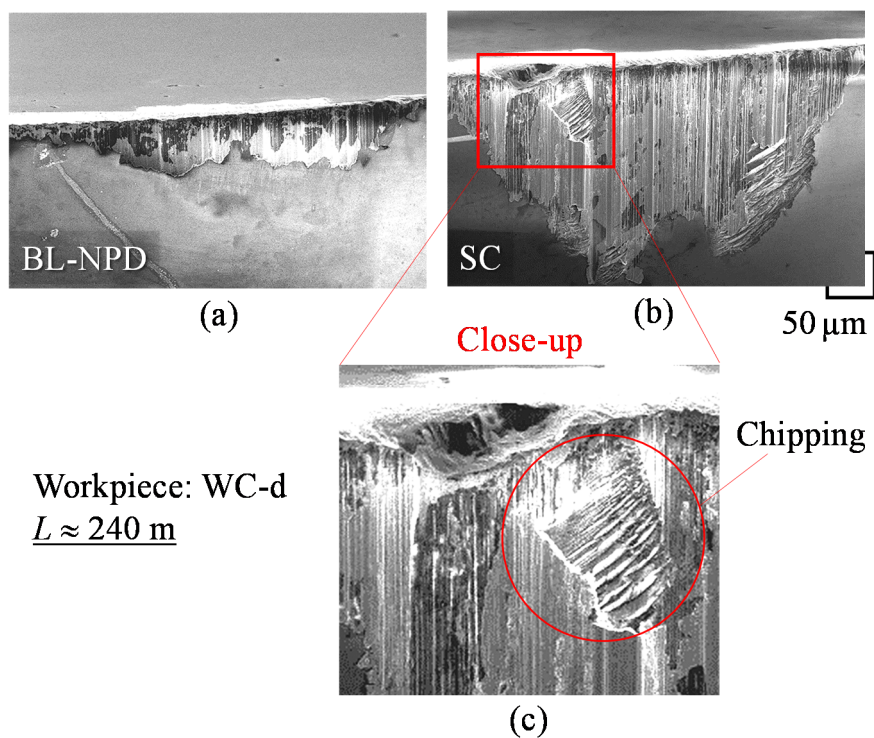 BL-NPD
SC
(a)
(b)
50 µm
Close-up
Chipping
Workpiece: WC-d
L ≈ 240 m
(c)